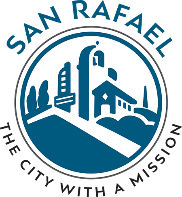 SAN RAFAEL
THE CITY WITH A MISSION